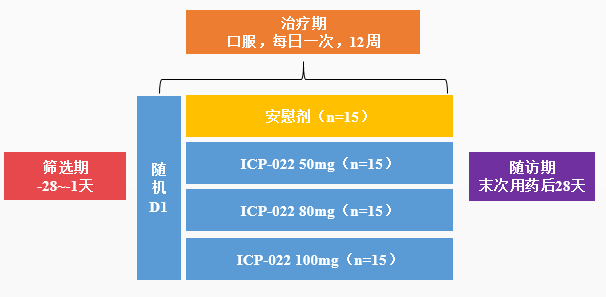 治疗期
口服，每日一次，12周
安慰剂（n=15）
筛选期
-28~-1天
随
机
D1
ICP-022 50mg（n=15）
ICP-022 80mg（n=15）
ICP-022 100mg（n=15）
随访期
末次用药后28天